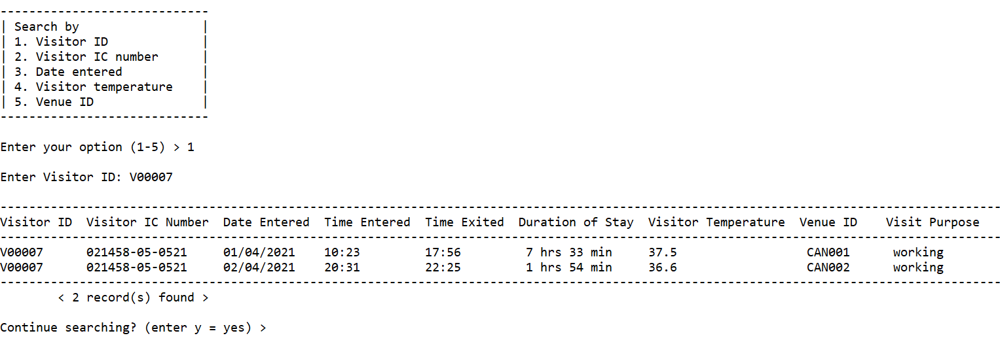 -----------------------------
| Search by                 |
| 1. Visitor ID             |
| 2. Visitor IC number      |
| 3. Date entered           |
| 4. Visitor temperature    |
| 5. Venue ID               |
-----------------------------
Enter your option (1-5) > 1
Enter Visitor ID: V00007
-------------------------------------------------------------------------------------------------------------------------------------------
Visitor ID  Visitor IC Number  Date Entered  Time Entered  Time Exited  Duration of Stay  Visitor Temperature  Venue ID    Visit Purpose
-------------------------------------------------------------------------------------------------------------------------------------------
V00007      021458-05-0521     01/04/2021    10:23         17:56         7 hrs 33 min     37.5                  CAN001      working
V00007      021458-05-0521     02/04/2021    20:31         22:25         1 hrs 54 min     36.6                  CAN002      working
-------------------------------------------------------------------------------------------------------------------------------------------
        < 2 record(s) found >
Continue searching? (enter y = yes) >